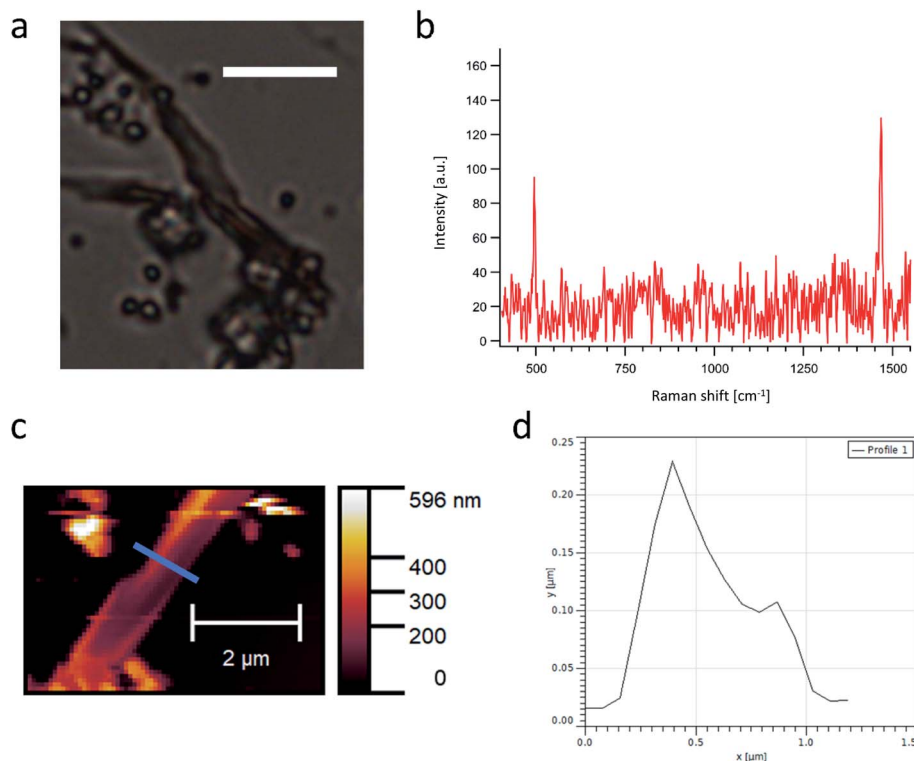 a
b
160
140
120
100
80
60
40
20
0
Intensity [a.u.]
500
750
1000
1250
1500
Raman shift [cm⁻¹]
c
596 nm
400
300
200
0
2 µm
d
0.25
0.20
0.15
0.10
0.05
0.00
y [µm]
Profile 1
0.0
0.5
1.0
1.5
x [µm]